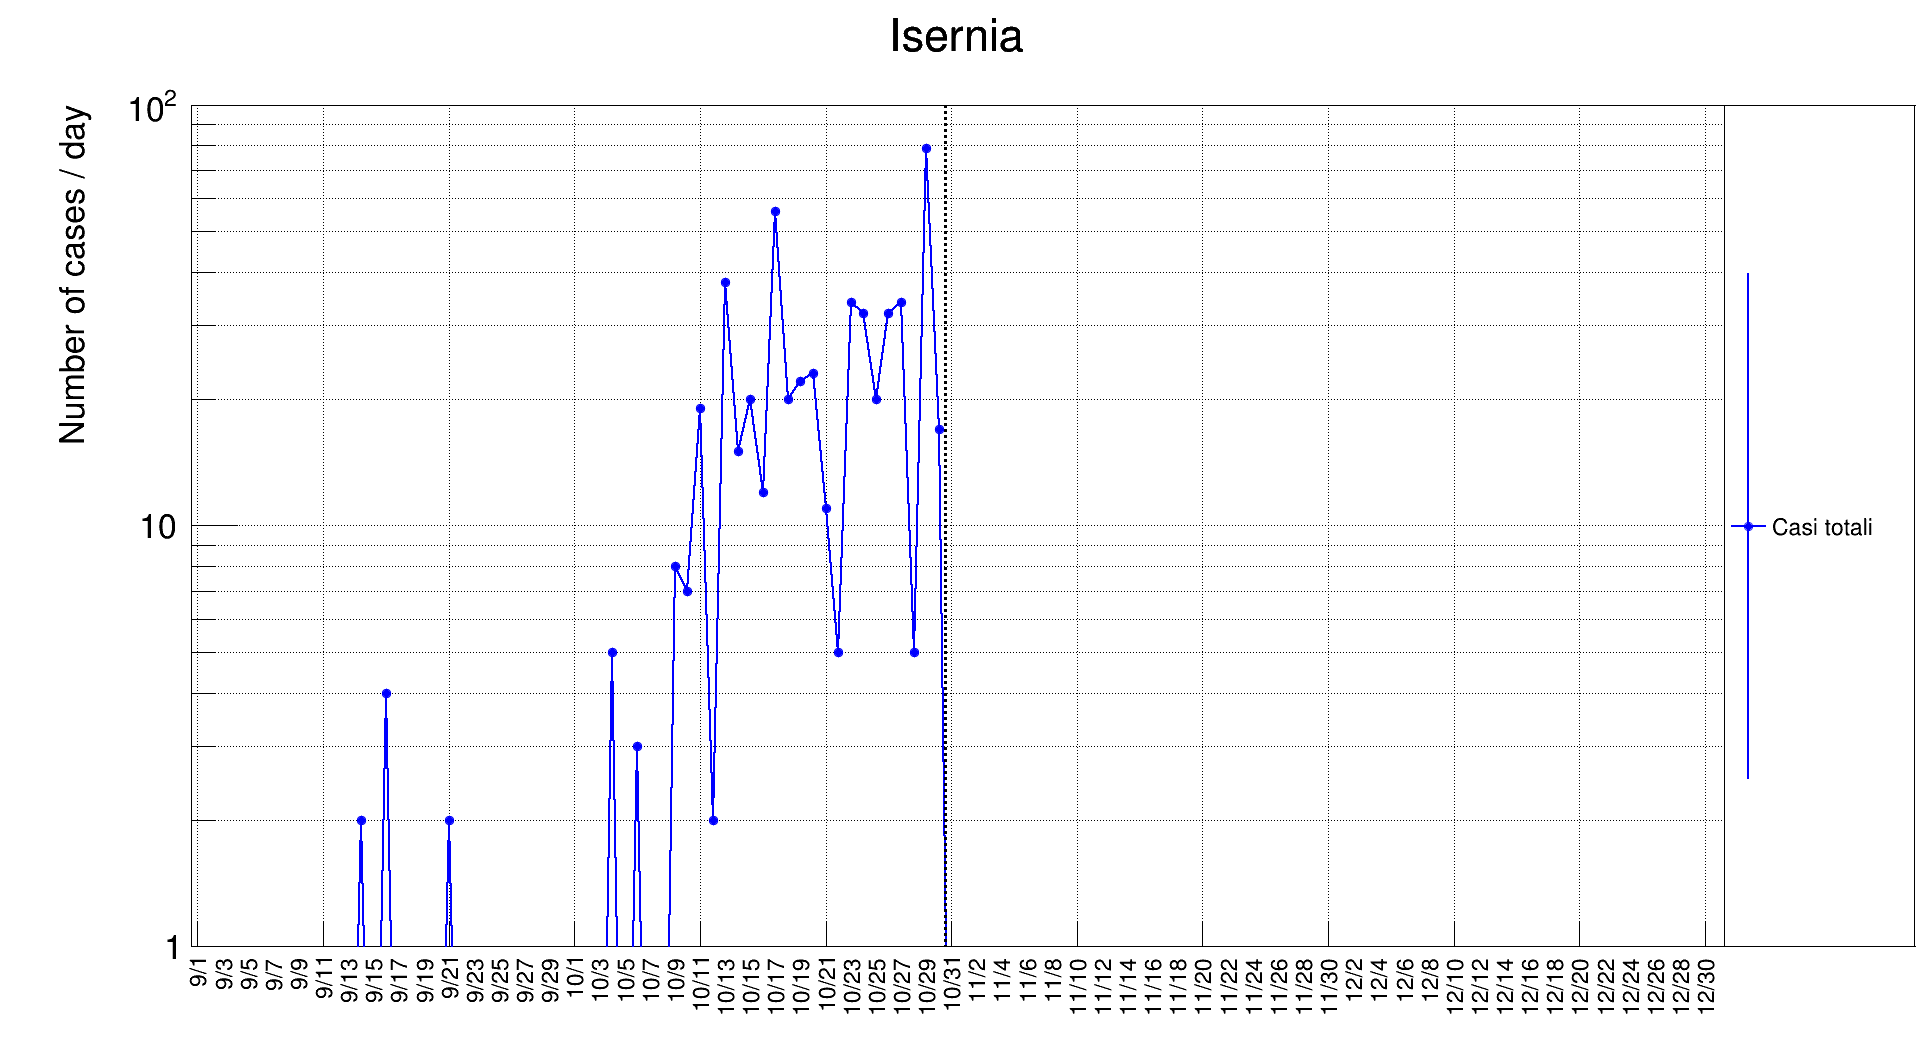 Isernia
Number of cases / day
10²
10
1
9/1 9/3 9/5 9/7 9/9 9/11 9/13 9/15 9/17 9/19 9/21 9/23 9/25 9/27 9/29 10/1 10/3 10/5 10/7 10/9 10/11 10/13 10/15 10/17 10/19 10/21 10/23 10/25 10/27 10/29 10/31 11/2 11/4 11/6 11/8 11/10 11/12 11/14 11/16 11/18 11/20 11/22 11/24 11/26 11/28 11/30 12/2 12/4 12/6 12/8 12/10 12/12 12/14 12/16 12/18 12/20 12/22 12/24 12/26 12/28 12/30
Casi totali